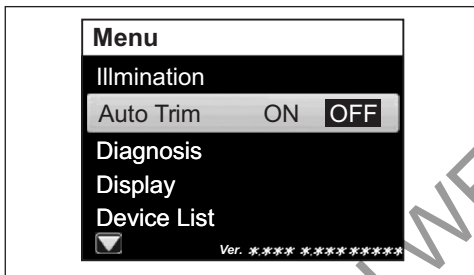 Menu
Illmination
Auto Trim ON OFF
Diagnosis
Display
Device List
Ver. *.*** *.*********